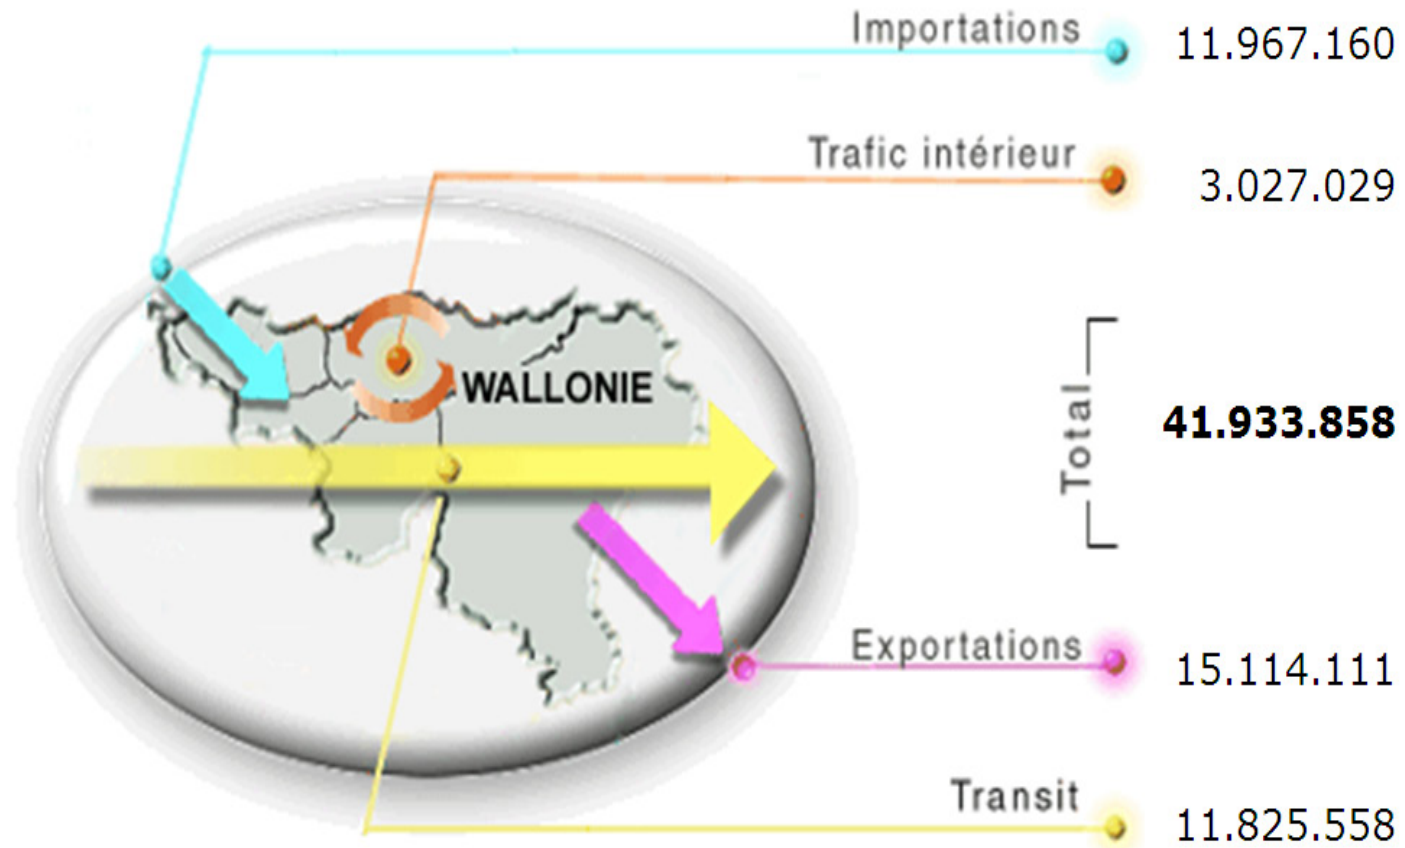 Importations 11.967.160
Trafic intérieur 3.027.029
WALLONIE
Total 41.933.858
Exportations 15.114.111
Transit 11.825.558